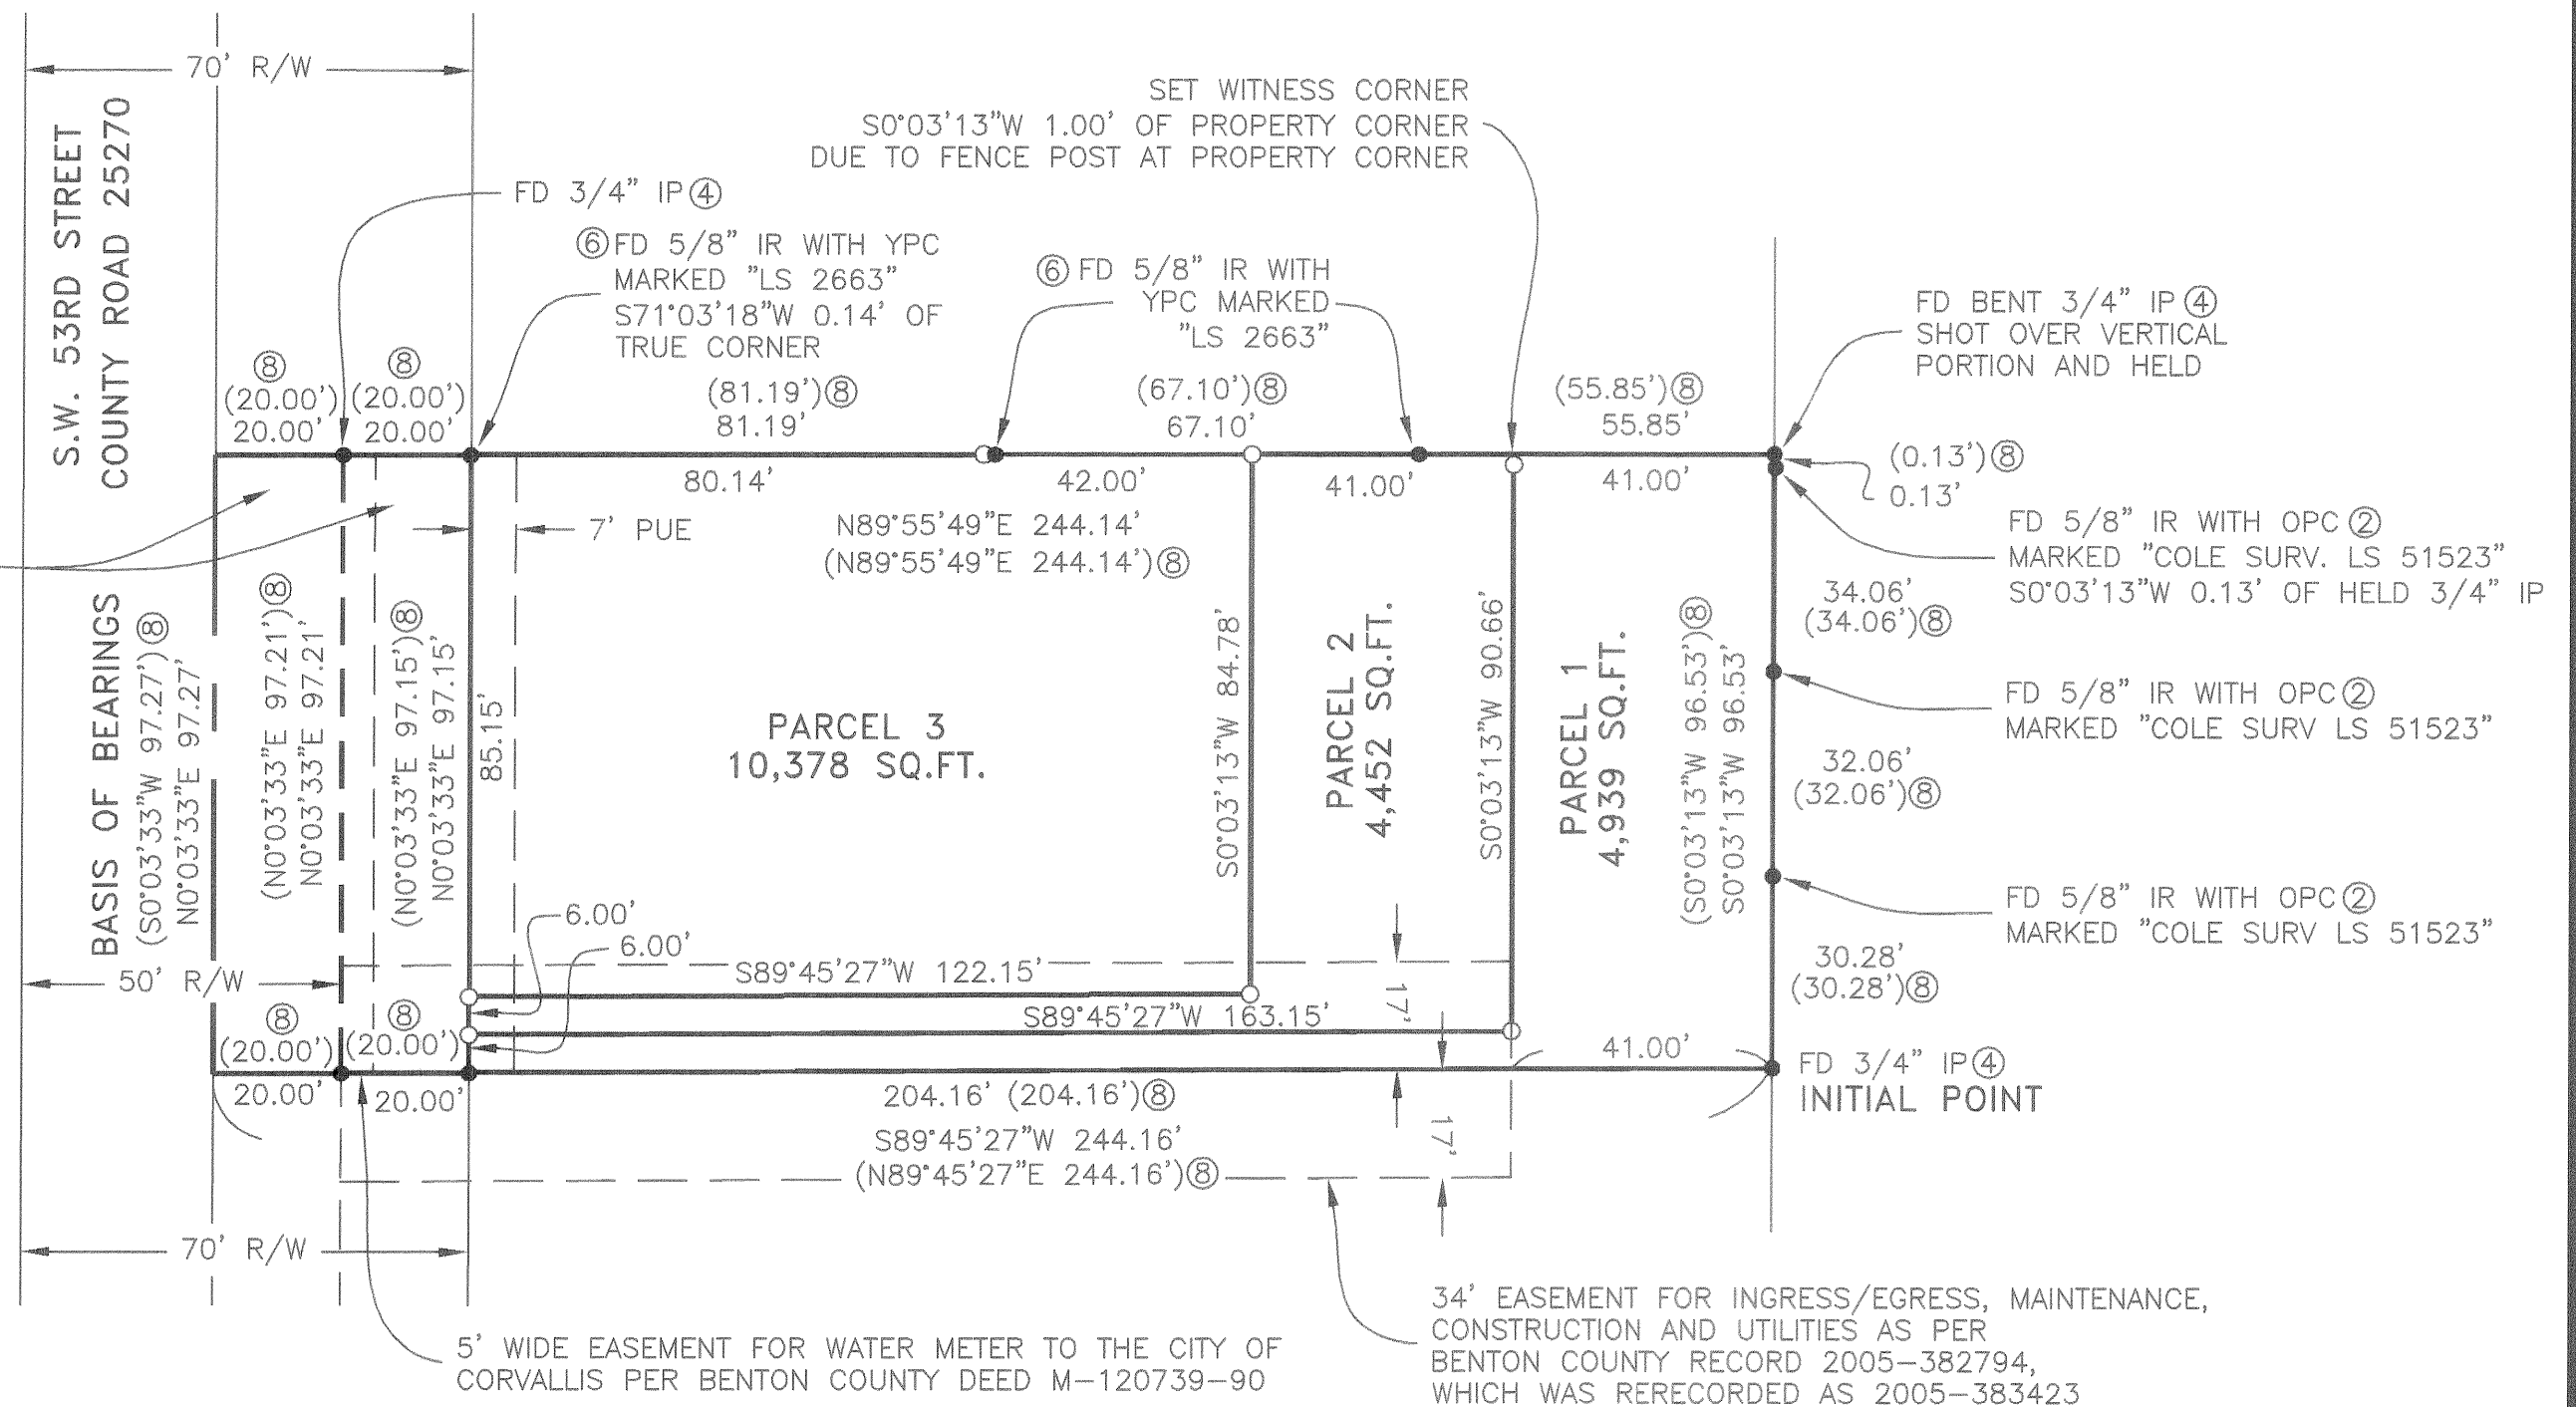 70' R/W
S.W. 53RD STREET
COUNTY ROAD 25270
SET WITNESS CORNER
S0°03'13"W 1.00' OF PROPERTY CORNER
DUE TO FENCE POST AT PROPERTY CORNER
FD 3/4" IP④
⑥FD 5/8" IR WITH YPC
MARKED "LS 2663"
S71°03'18"W 0.14' OF
TRUE CORNER
⑥ FD 5/8" IR WITH
YPC MARKED
"LS 2663"
FD BENT 3/4" IP④
SHOT OVER VERTICAL
PORTION AND HELD
⑧
(20.00')
20.00'
⑧
(20.00')
20.00'
(81.19')⑧
81.19'
(67.10')⑧
67.10'
(55.85')⑧
55.85'
80.14'
42.00'
41.00'
41.00'
(0.13')⑧
0.13'
7' PUE
N89°55'49"E 244.14'
(N89°55'49"E 244.14')⑧
FD 5/8" IR WITH OPC②
MARKED "COLE SURV. LS 51523"
S0°03'13"W 0.13' OF HELD 3/4" IP
34.06'
(34.06')⑧
BASIS OF BEARINGS
(S0°03'33"W 97.27')⑧
N0°03'33"E 97.27'
(N0°03'33"E 97.21')⑧
N0°03'33"E 97.21'
(N0°03'33"E 97.15')⑧
N0°03'33"E 97.15'
85.15'
PARCEL 3
10,378 SQ.FT.
S0°03'13"W 84.78'
PARCEL 2
4,452 SQ.FT.
S0°03'13"W 90.66'
PARCEL 1
4,939 SQ.FT.
(S0°03'13"W 96.53')⑧
S0°03'13"W 96.53'
FD 5/8" IR WITH OPC②
MARKED "COLE SURV LS 51523"
32.06'
(32.06')⑧
FD 5/8" IR WITH OPC②
MARKED "COLE SURV LS 51523"
30.28'
(30.28')⑧
6.00'
6.00'
50' R/W
S89°45'27"W 122.15'
17'
S89°45'27"W 163.15'
⑧
(20.00')
20.00'
⑧
(20.00')
20.00'
41.00'
FD 3/4" IP④
INITIAL POINT
204.16' (204.16')⑧
S89°45'27"W 244.16'
(N89°45'27"E 244.16')⑧
17'
70' R/W
5' WIDE EASEMENT FOR WATER METER TO THE CITY OF
CORVALLIS PER BENTON COUNTY DEED M-120739-90
34' EASEMENT FOR INGRESS/EGRESS, MAINTENANCE,
CONSTRUCTION AND UTILITIES AS PER
BENTON COUNTY RECORD 2005-382794,
WHICH WAS RERECORDED AS 2005-383423